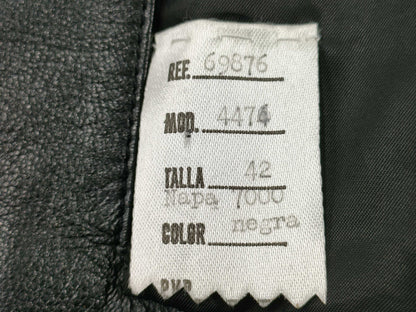 REF. 69876
MOD. 4474
TALLA 42
Napa 7000
COLOR negra
P.V.P.